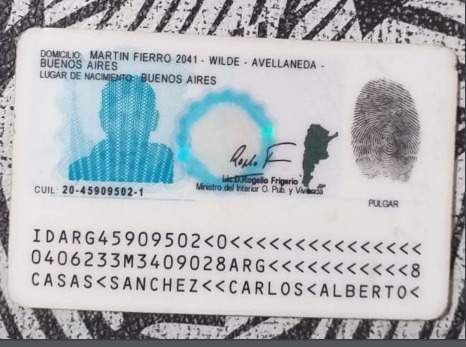 DOMICILIO: MARTIN FIERRO 2041 - WILDE - AVELLANEDA -
BUENOS AIRES
LUGAR DE NACIMIENTO: BUENOS AIRES
Lic.D.Rogelio Frigerio
Ministro del Interior O. Pub. y Vivienda
CUIL: 20-45909502-1
PULGAR
IDARG45909502<0<<<<<<<<<<<<<<<
0406233M3409028ARG<<<<<<<<<<<8
CASAS<SANCHEZ<<CARLOS<ALBERTO<